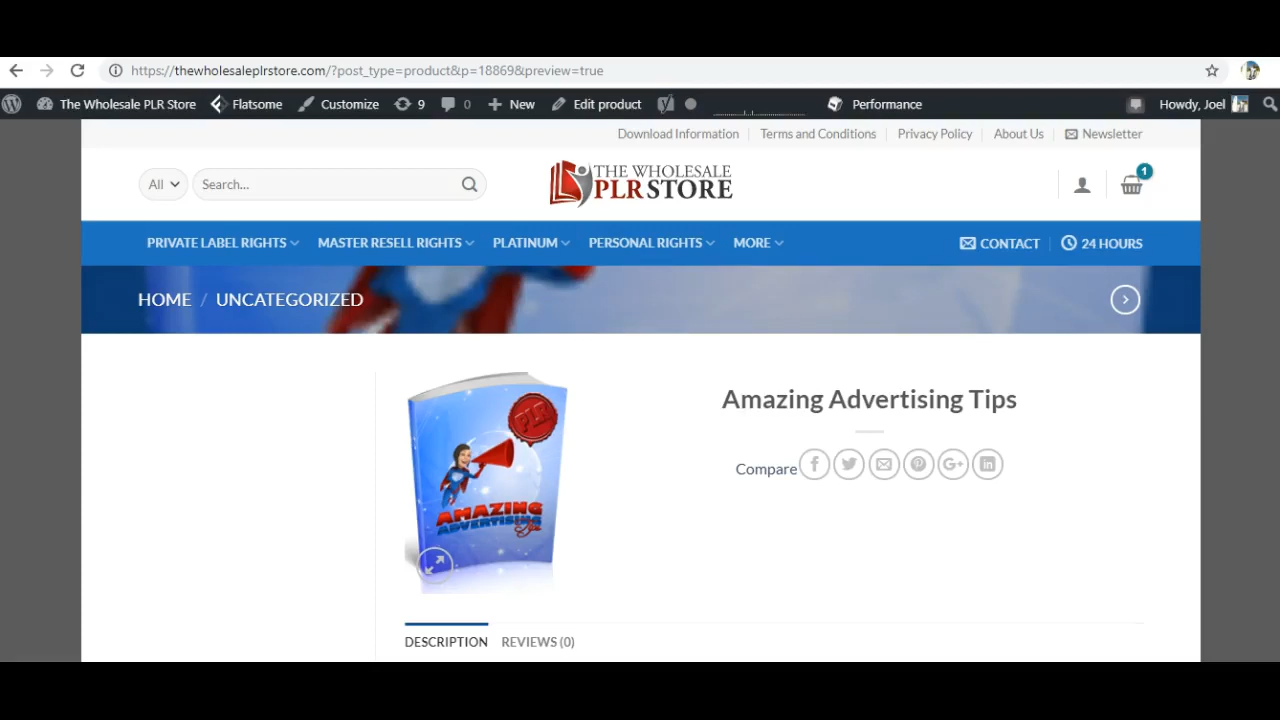 https://thewholesaleplrstore.com/?post_type=product&p=18869&preview=true
The Wholesale PLR Store Flatsome Customize 9 0 New Edit product Performance Howdy, Joel
Download Information Terms and Conditions Privacy Policy About Us Newsletter
All Search... THE WHOLESALE
PLR STORE
1
PRIVATE LABEL RIGHTS MASTER RESELL RIGHTS PLATINUM PERSONAL RIGHTS MORE CONTACT 24 HOURS
HOME / UNCATEGORIZED
PLR
AMAZING
ADVERTISING
Tips
Amazing Advertising Tips
Compare
DESCRIPTION REVIEWS (0)